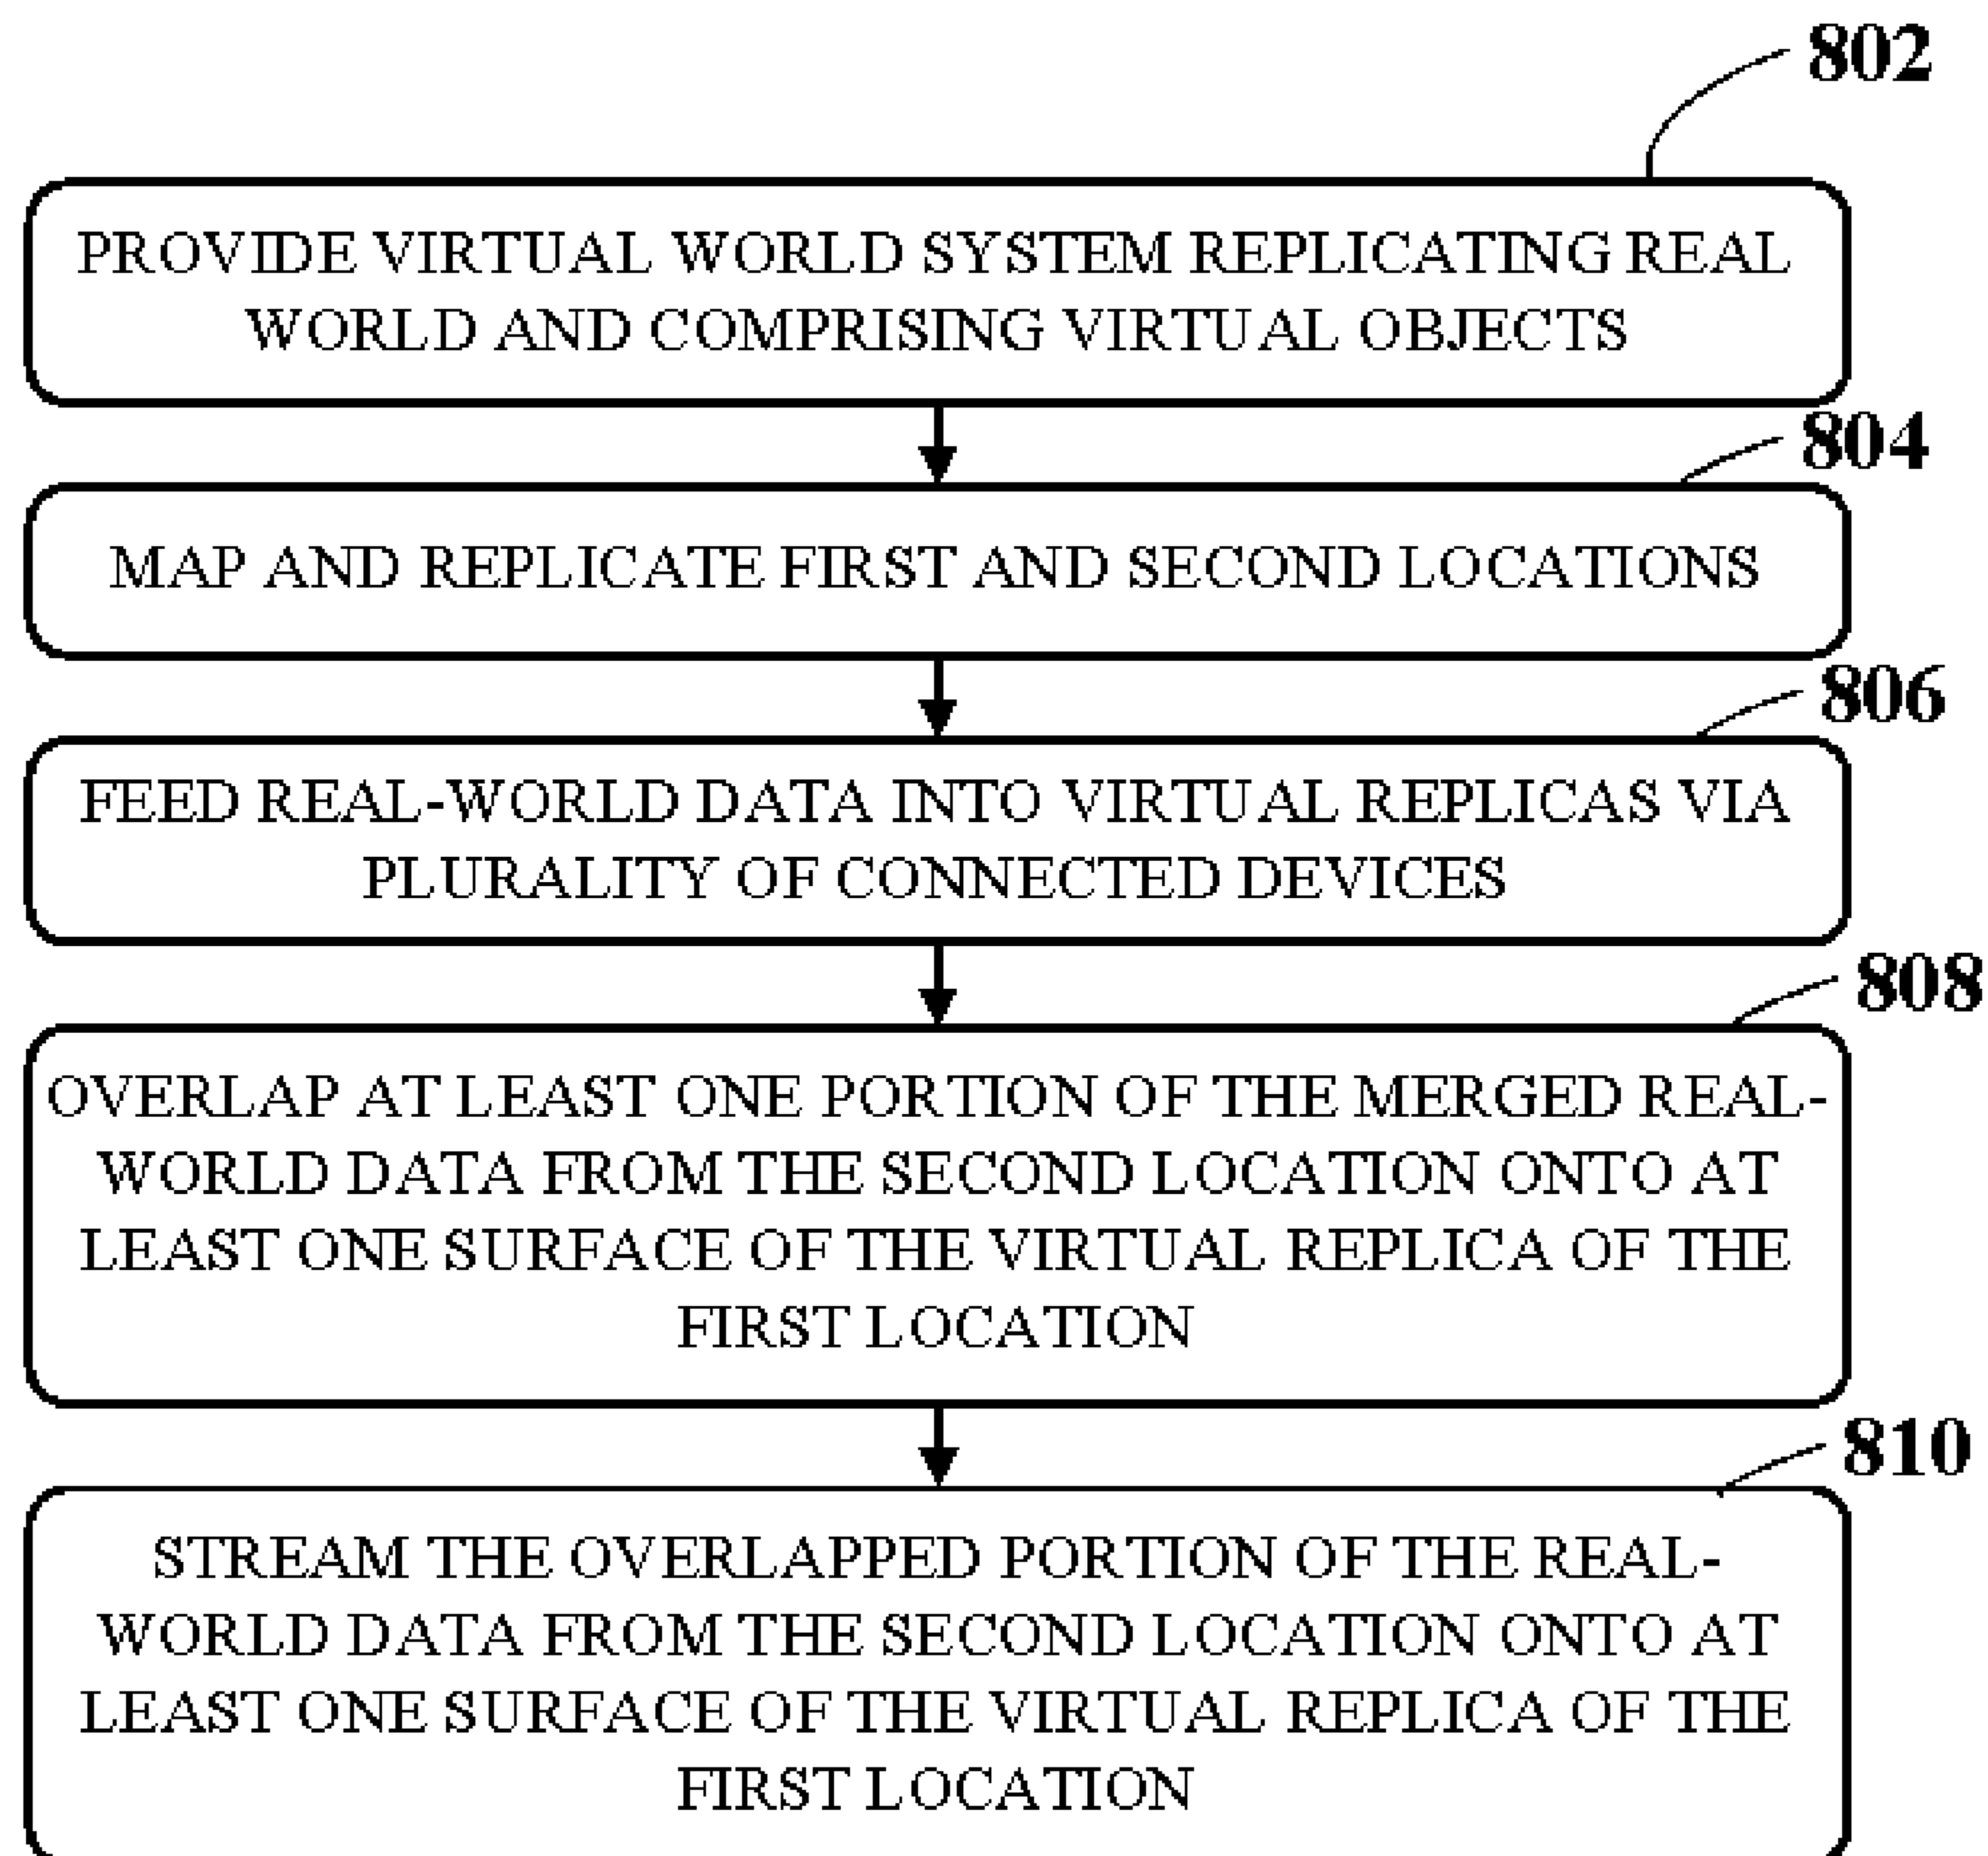 802
PROVIDE VIRTUAL WORLD SYSTEM REPLICATING REAL
WORLD AND COMPRISING VIRTUAL OBJECTS
804
MAP AND REPLICATE FIRST AND SECOND LOCATIONS
806
FEED REAL-WORLD DATA INTO VIRTUAL REPLICAS VIA
PLURALITY OF CONNECTED DEVICES
808
OVERLAP AT LEAST ONE PORTION OF THE MERGED REAL-
WORLD DATA FROM THE SECOND LOCATION ONTO AT
LEAST ONE SURFACE OF THE VIRTUAL REPLICA OF THE
FIRST LOCATION
810
STREAM THE OVERLAPPED PORTION OF THE REAL-
WORLD DATA FROM THE SECOND LOCATION ONTO AT
LEAST ONE SURFACE OF THE VIRTUAL REPLICA OF THE
FIRST LOCATION